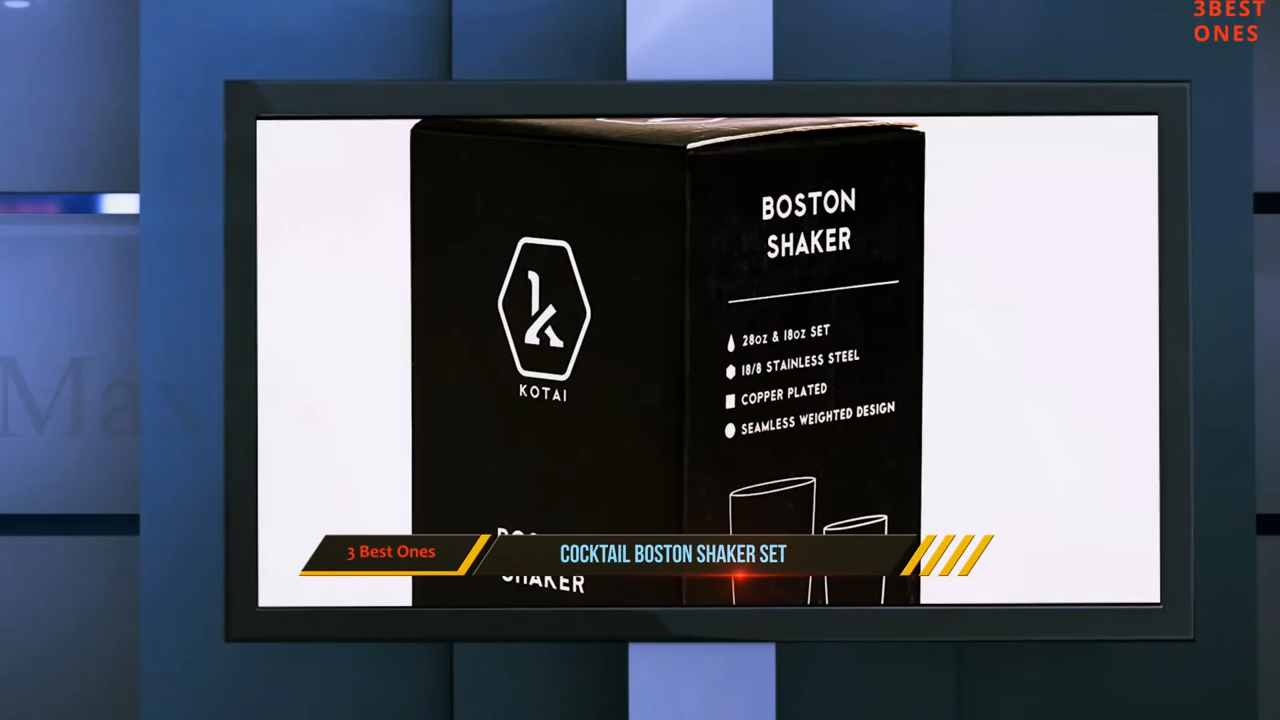 3BEST
ONES
BOSTON
SHAKER
28oz & 18oz SET
18/8 STAINLESS STEEL
COPPER PLATED
SEAMLESS WEIGHTED DESIGN
k
KOTAI
SHAKER
3 Best Ones
COCKTAIL BOSTON SHAKER SET
Max